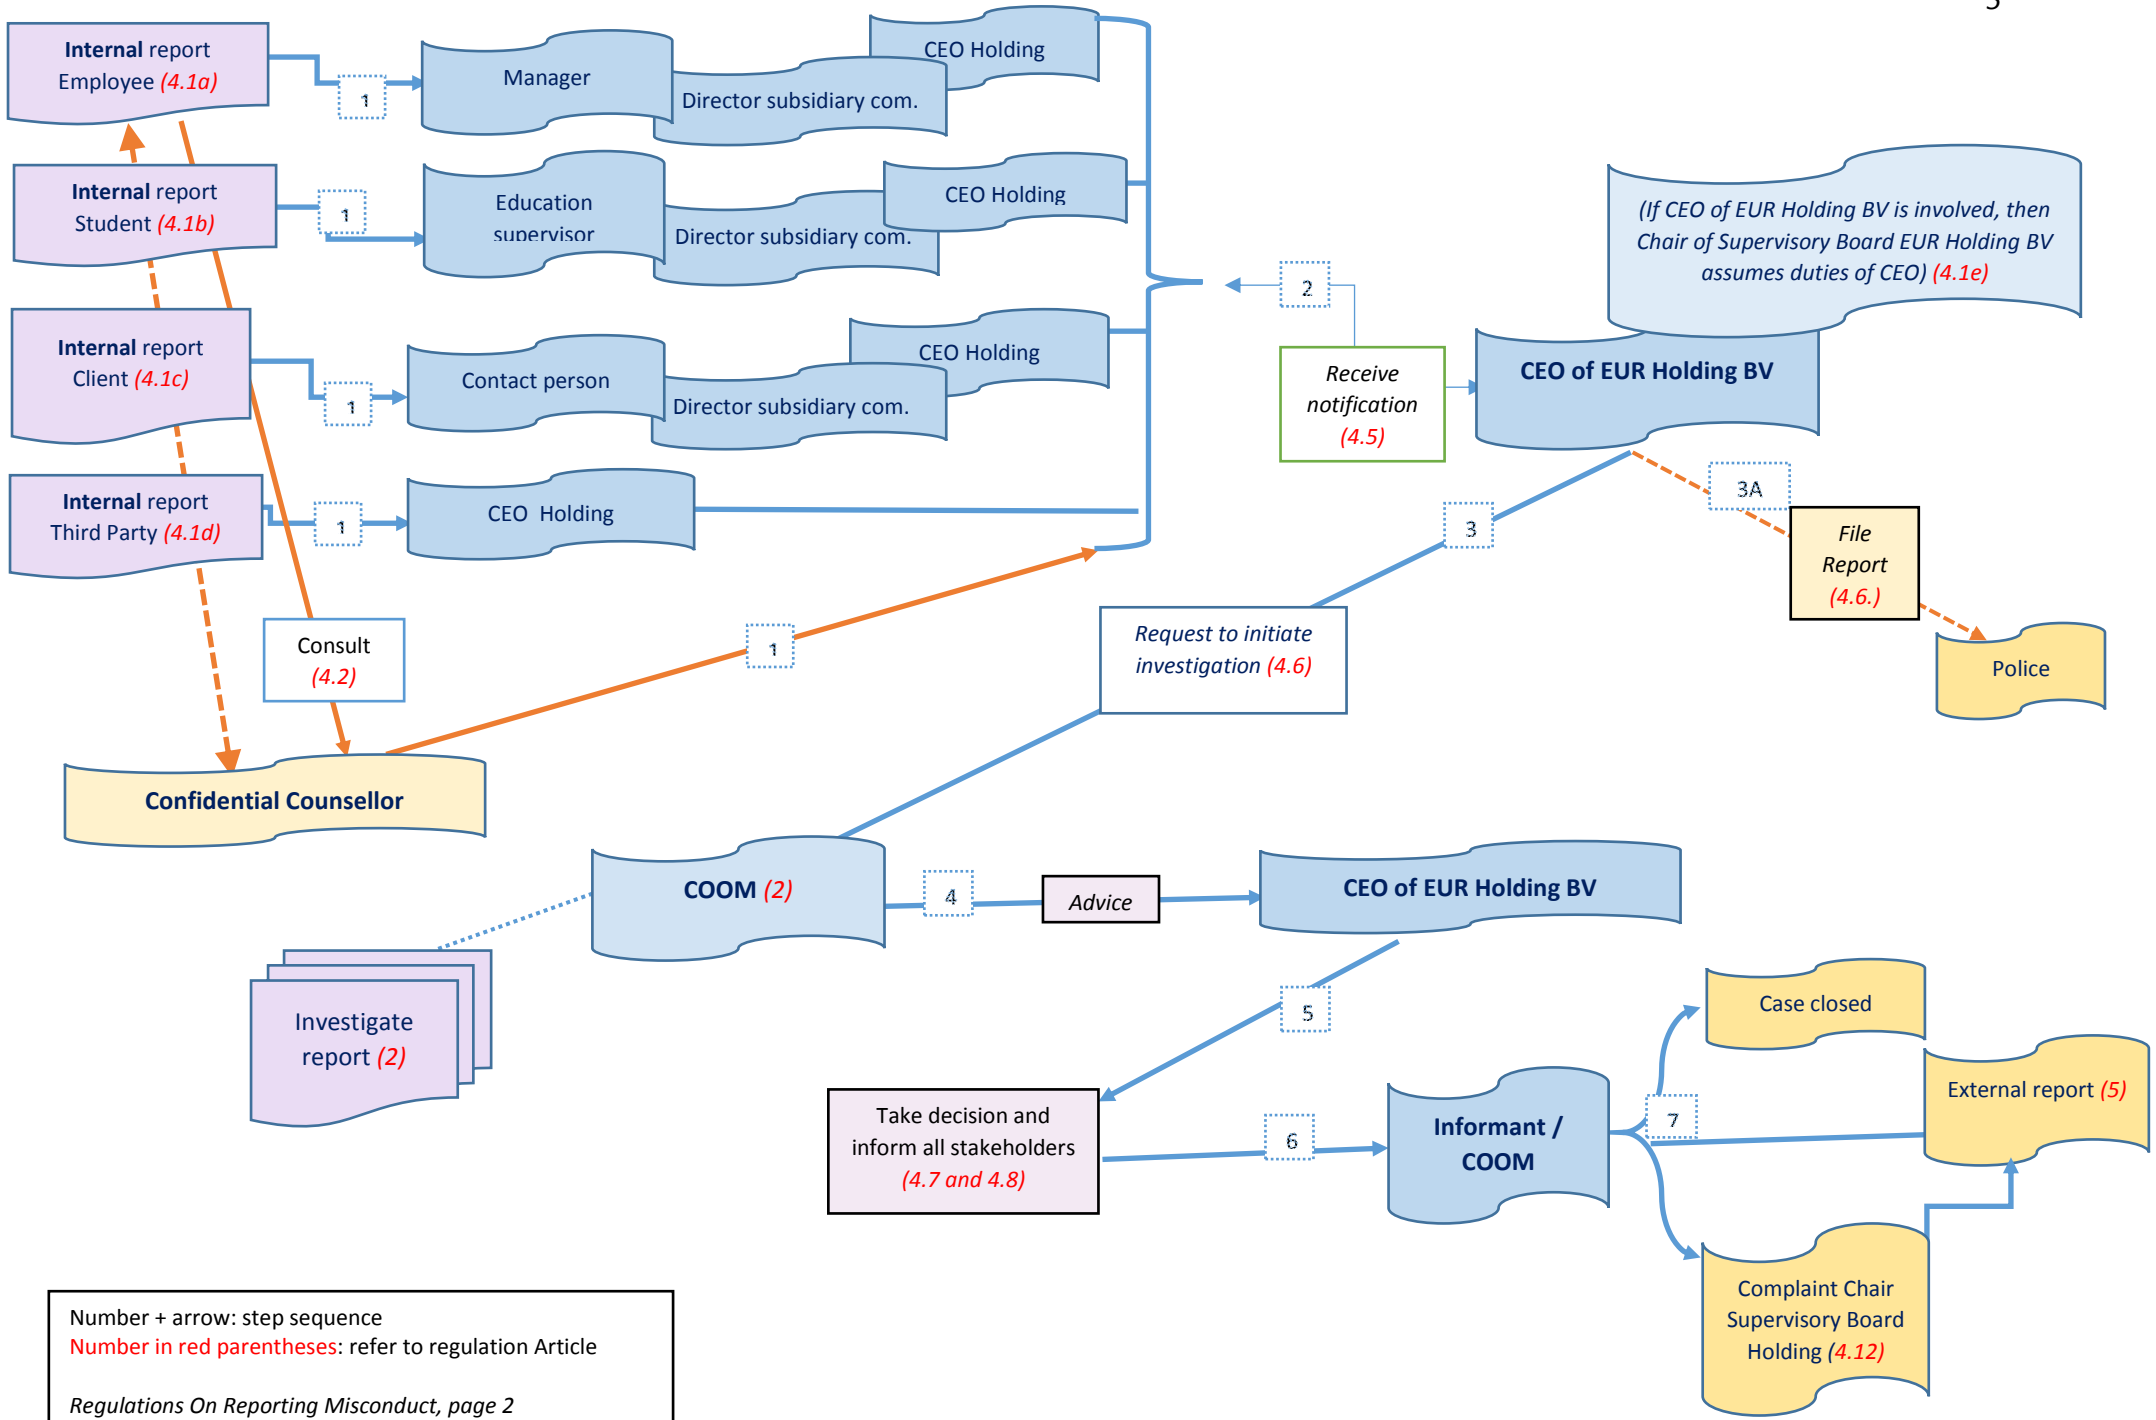 Internal report
Employee (4.1a)
1
Manager
Director subsidiary com.
CEO Holding
Internal report
Student (4.1b)
1
Education
supervisor
Director subsidiary com.
CEO Holding
(If CEO of EUR Holding BV is involved, then
Chair of Supervisory Board EUR Holding BV
assumes duties of CEO) (4.1e)
2
Internal report
Client (4.1c)
1
Contact person
Director subsidiary com.
CEO Holding
Receive
notification
(4.5)
CEO of EUR Holding BV
Internal report
Third Party (4.1d)
1
CEO Holding
3
3A
File
Report
(4.6.)
Police
Consult
(4.2)
1
Request to initiate
investigation (4.6)
Confidential Counsellor
COOM (2)
4
Advice
CEO of EUR Holding BV
Investigate
report (2)
5
Case closed
External report (5)
Take decision and
inform all stakeholders
(4.7 and 4.8)
6
Informant /
COOM
7
Complaint Chair
Supervisory Board
Holding (4.12)
Number + arrow: step sequence
Number in red parentheses: refer to regulation Article
Regulations On Reporting Misconduct, page 2